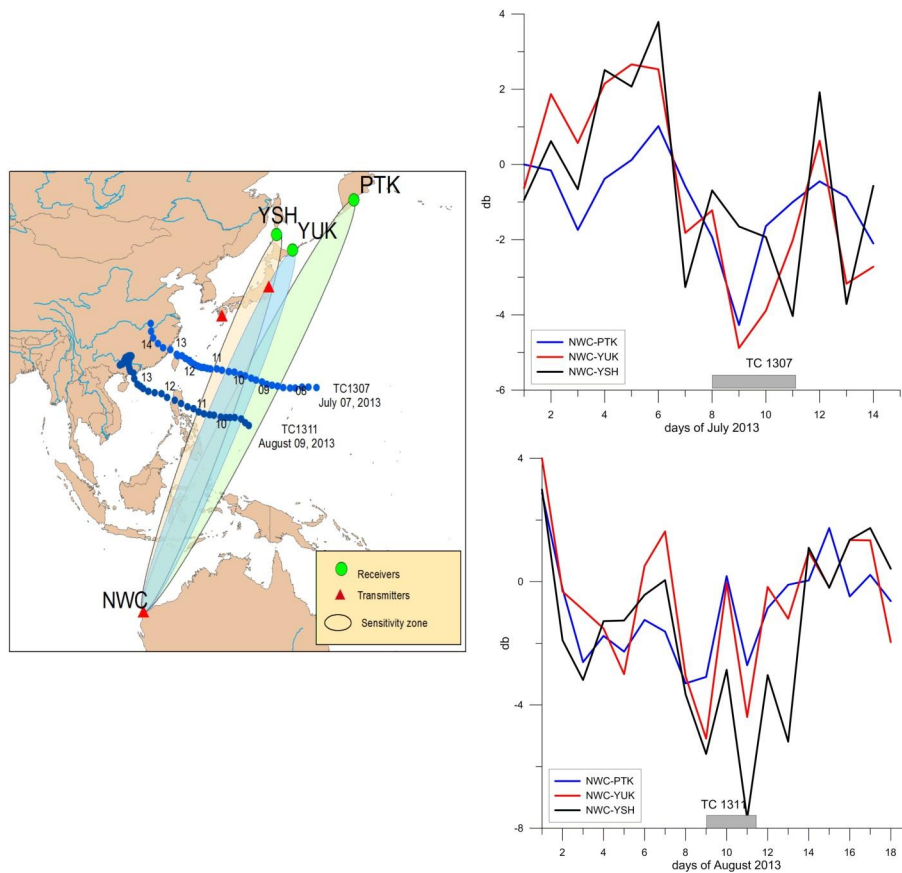 PTK
YSH
YUK
14
13
12
11
10
09
08
TC1307
July 07, 2013
13
12
11
10
TC1311
August 09, 2013
NWC
Receivers
Transmitters
Sensitivity zone
4
2
0
-2
-4
-6
db
NWC-PTK
NWC-YUK
NWC-YSH
TC 1307
2 4 6 8 10 12 14
days of July 2013
4
0
-4
-8
db
NWC-PTK
NWC-YUK
NWC-YSH
TC 1311
2 4 6 8 10 12 14 16 18
days of August 2013